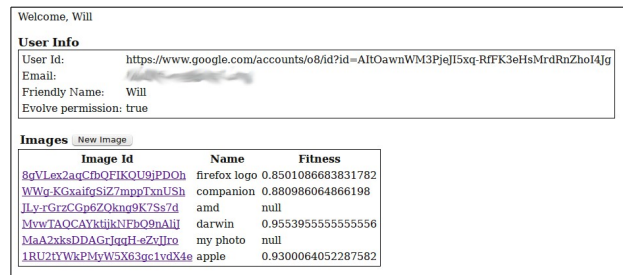 Welcome, Will
User Info
User Id: https://www.google.com/accounts/o8/id?id=AItOawnWM3PjeJI5xq-RfFK3eHsMrdRnZhoI4Jg
Email:
Friendly Name: Will
Evolve permission: true
Images New Image
Image Id Name Fitness
8gVLex2aqCfbQFIKQU9jPDOh firefox logo 0.8501086683831782
WWg-KGxaifgSiZ7mppTxnUSh companion 0.880986064866198
JLy-rGrzCGp6ZQkng9K7Ss7d amd null
MvwTAQCAYktijkNFbQ9nAliJ darwin 0.9553955555555556
MaA2xksDDAGrJqqH-eZvJJro my photo null
1RU2tYWkPMyW5X63gc1vdX4e apple 0.9300064052287582